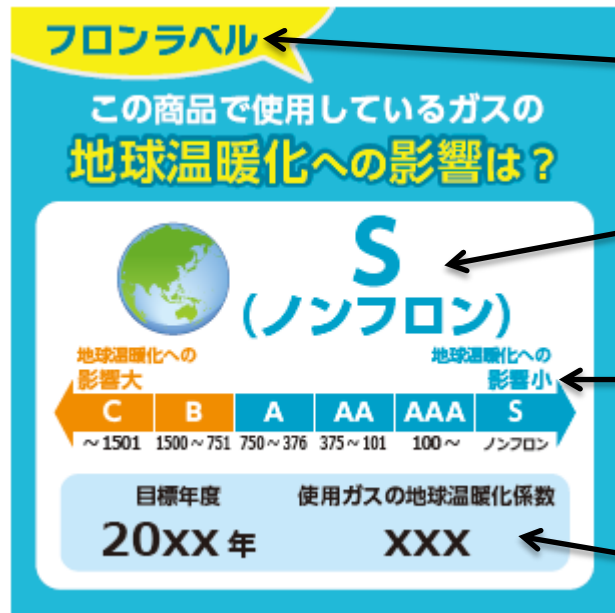 フロンラベル
この商品で使用しているガスの
地球温暖化への影響は？
S
(ノンフロン)
地球温暖化への 地球温暖化への
影響大 影響小
C B A AA AAA S
～1501 1500～751 750～376 375～101 100～ ノンフロン
目標年度 使用ガスの地球温暖化係数
20xx 年 xxx